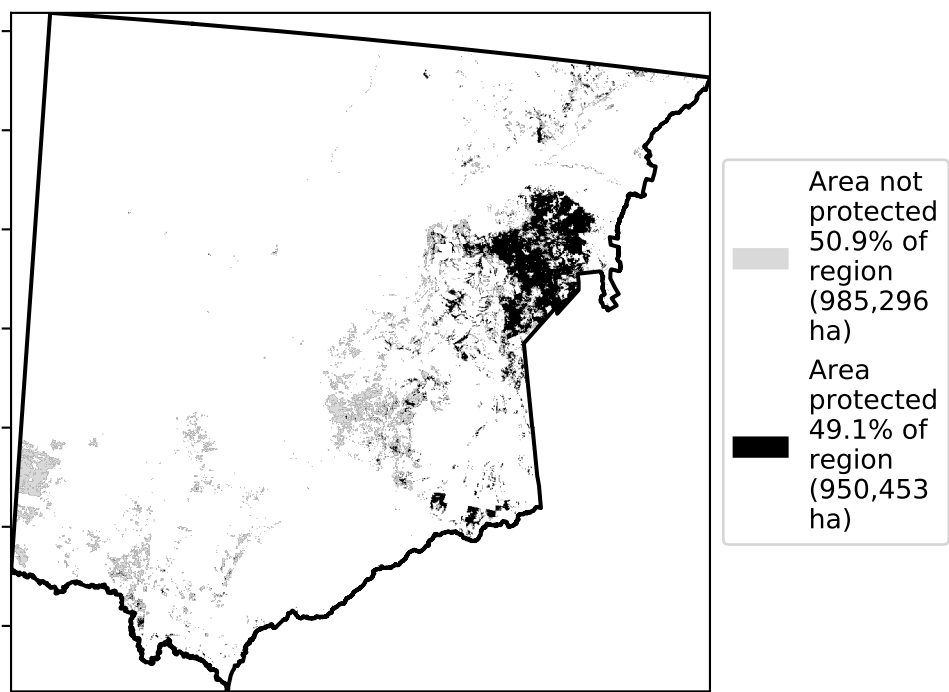 Area not
protected
50.9% of
region
(985,296
ha)
Area
protected
49.1% of
region
(950,453
ha)